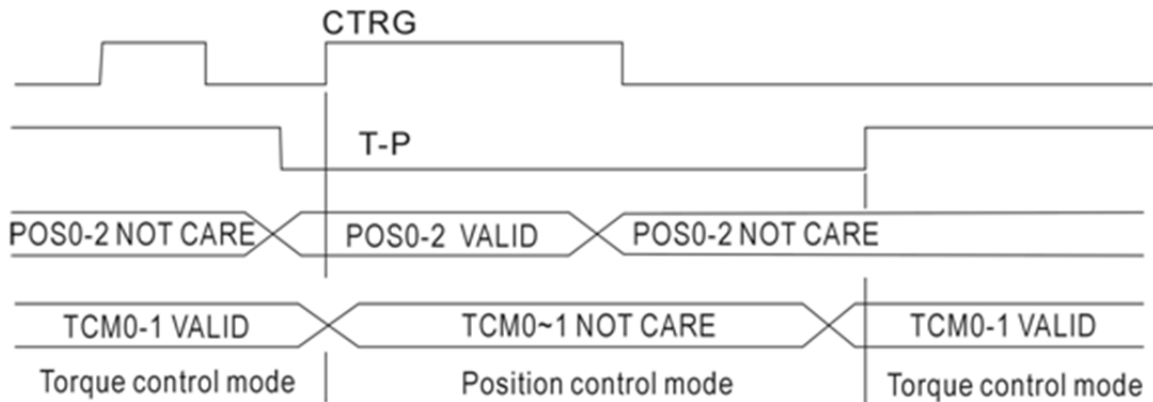 CTRG
T-P
POS0-2 NOT CARE POS0-2 VALID POS0-2 NOT CARE
TCM0-1 VALID TCM0~1 NOT CARE TCM0-1 VALID
Torque control mode Position control mode Torque control mode